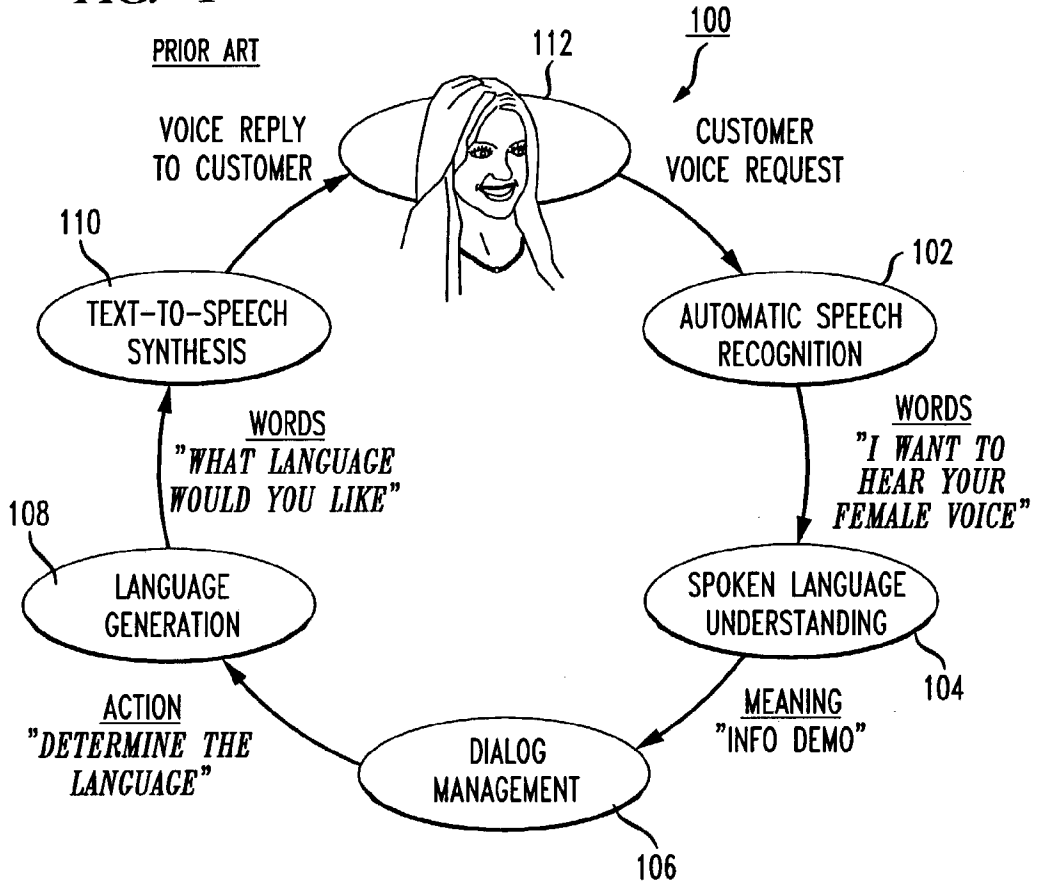 PRIOR ART
100
112
VOICE REPLY
TO CUSTOMER
CUSTOMER
VOICE REQUEST
110
TEXT-TO-SPEECH
SYNTHESIS
102
AUTOMATIC SPEECH
RECOGNITION
WORDS
"WHAT LANGUAGE
WOULD YOU LIKE"
WORDS
"I WANT TO
HEAR YOUR
FEMALE VOICE"
108
LANGUAGE
GENERATION
SPOKEN LANGUAGE
UNDERSTANDING
104
ACTION
"DETERMINE THE
LANGUAGE"
MEANING
"INFO DEMO"
DIALOG
MANAGEMENT
106